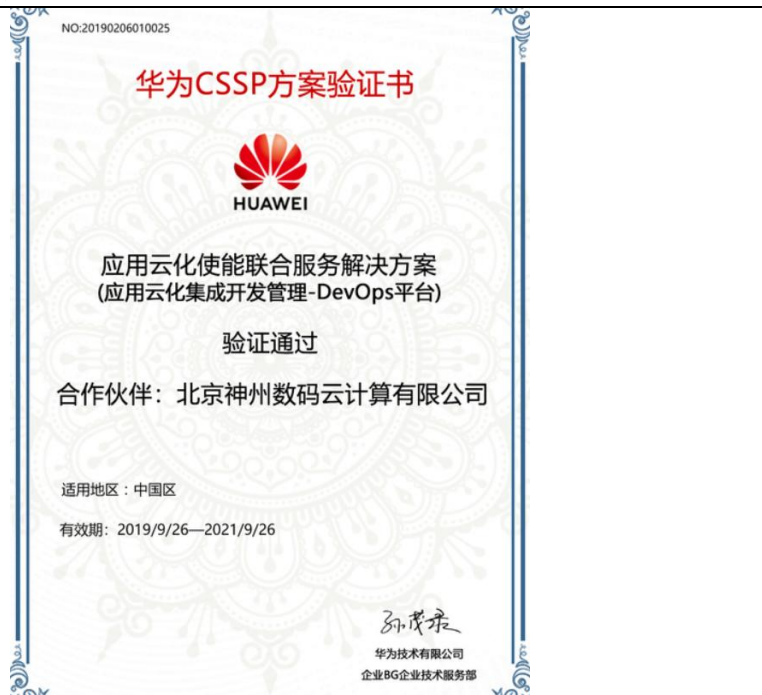 NO:20190206010025
华为CSSP方案验证书
HUAWEI
应用云化使能联合服务解决方案
(应用云化集成开发管理-DevOps平台)
验证通过
合作伙伴：北京神州数码云计算有限公司
适用地区：中国区
有效期：2019/9/26—2021/9/26
孙茂录
华为技术有限公司
企业BG企业技术服务部